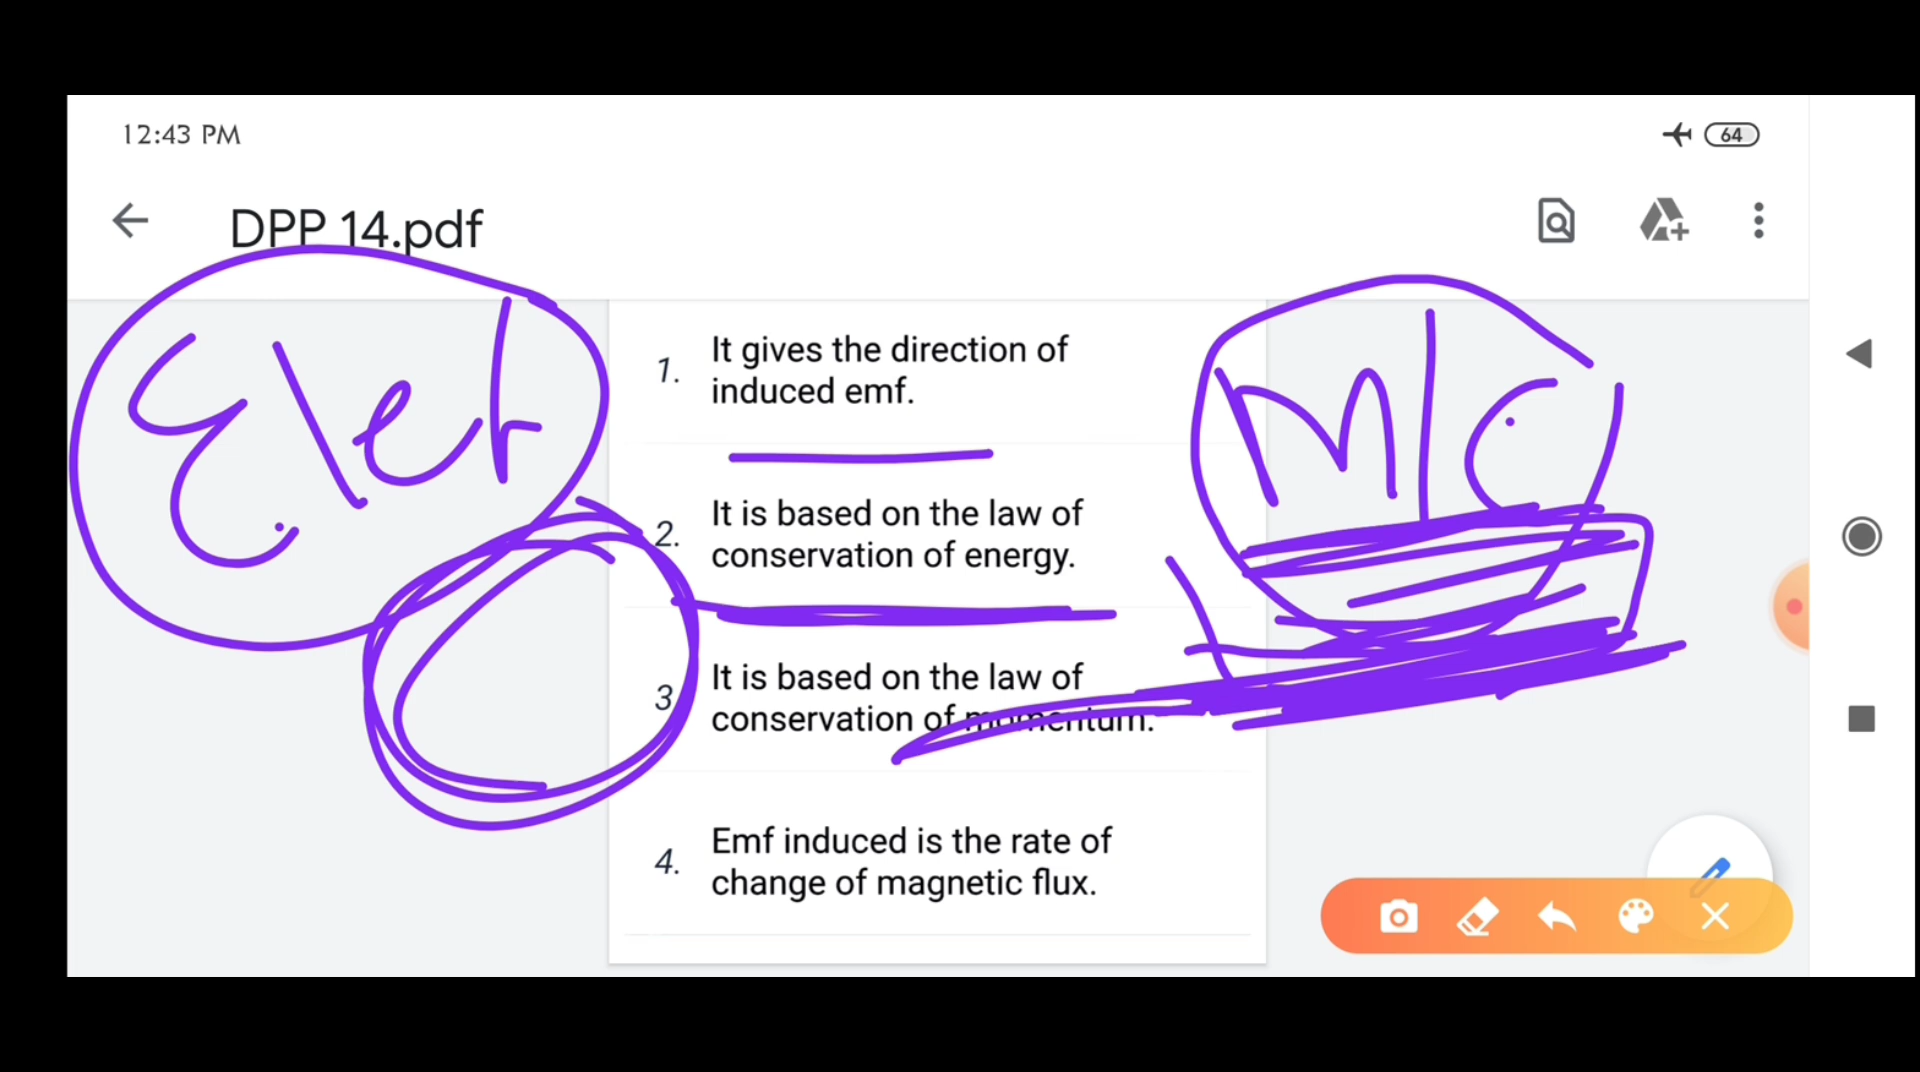 12:43 PM
64
DPP 14.pdf
1. It gives the direction of
induced emf.
2. It is based on the law of
conservation of energy.
3 It is based on the law of
conservation of momentum.
4. Emf induced is the rate of
change of magnetic flux.